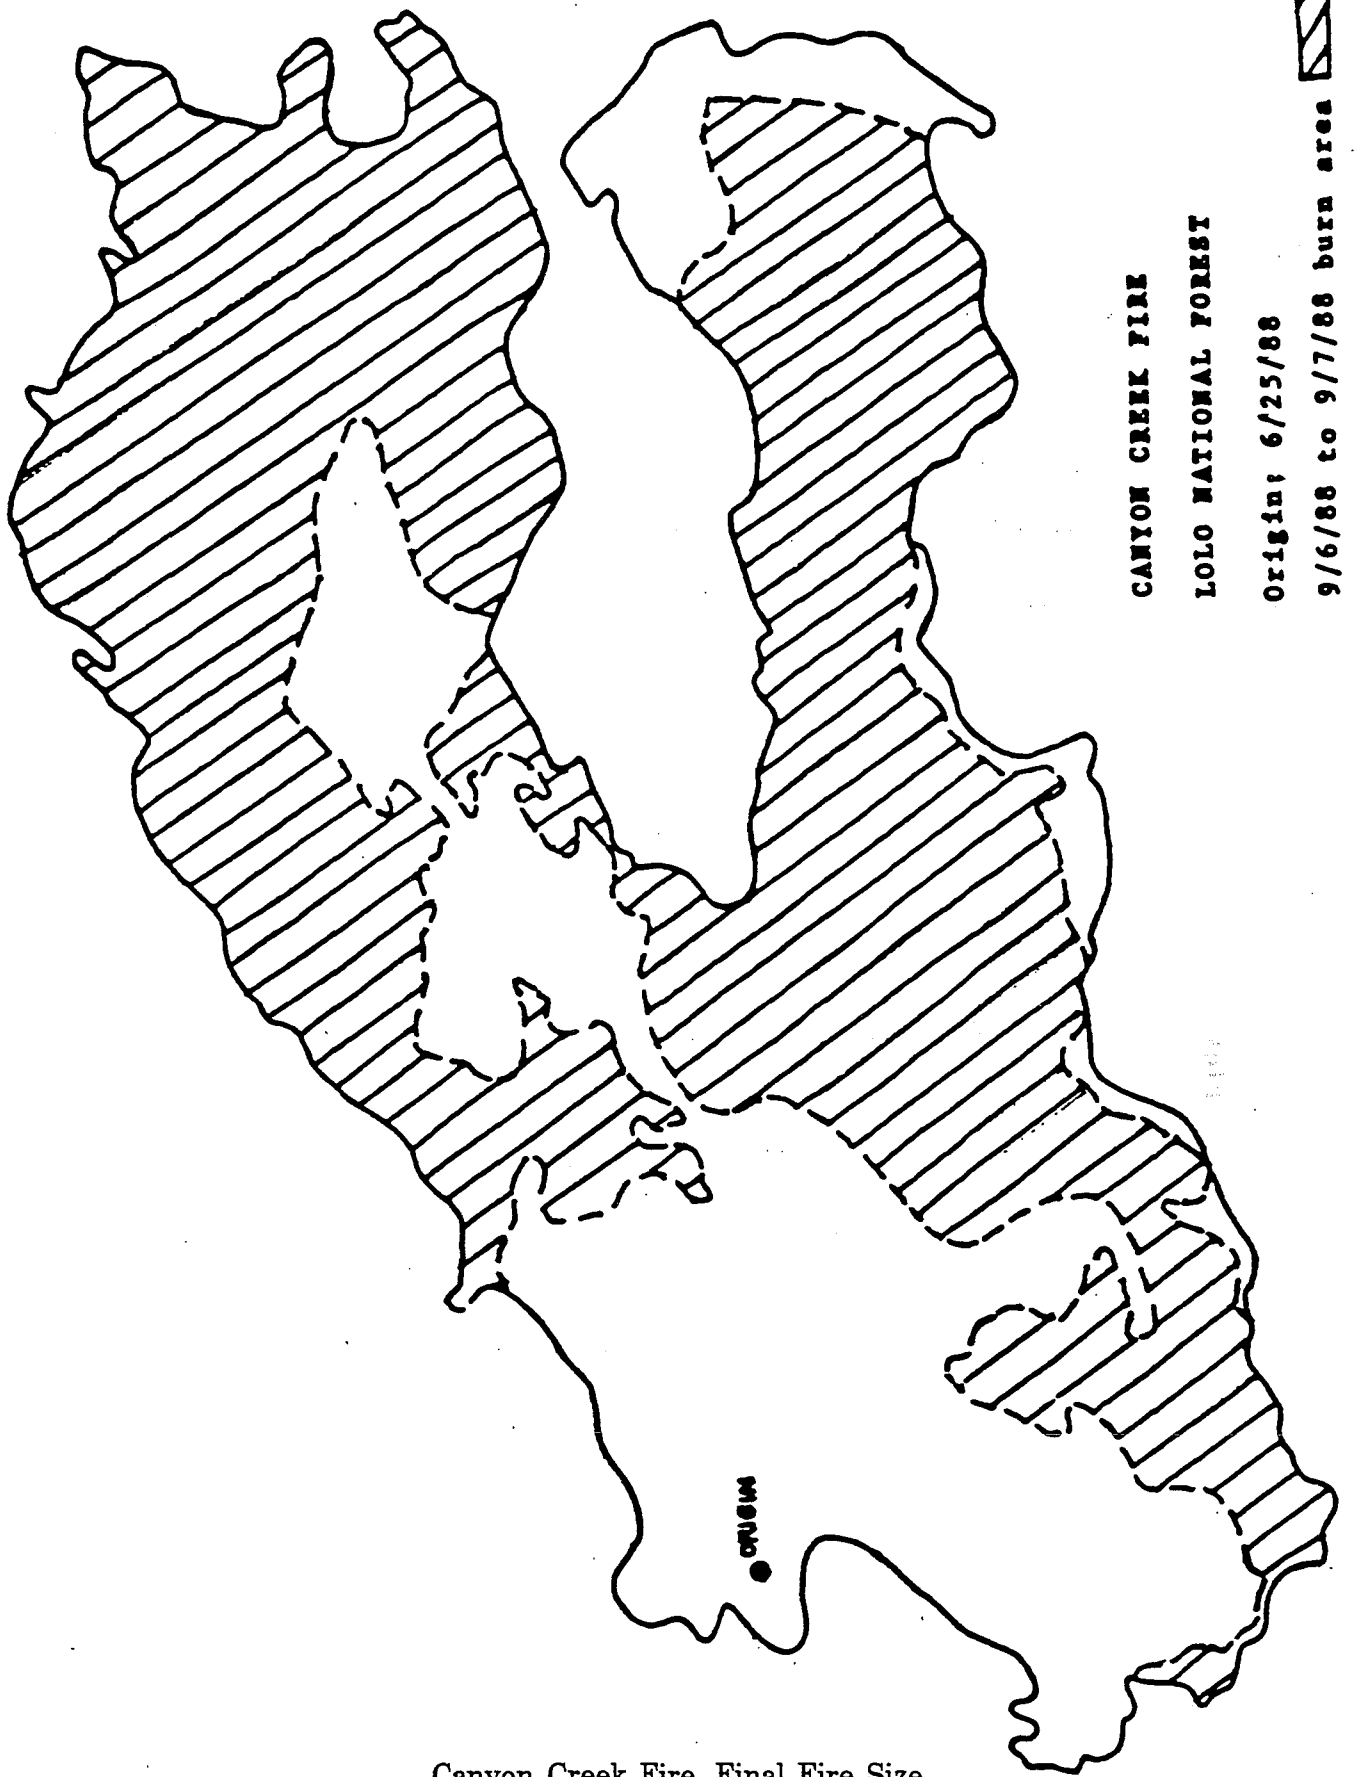 CANYON CREEK FIRE
LOLO NATIONAL FOREST
Origin: 6/25/88
9/6/88 to 9/7/88 burn area
ORIGIN
Canyon Creek Fire, Final Fire Size